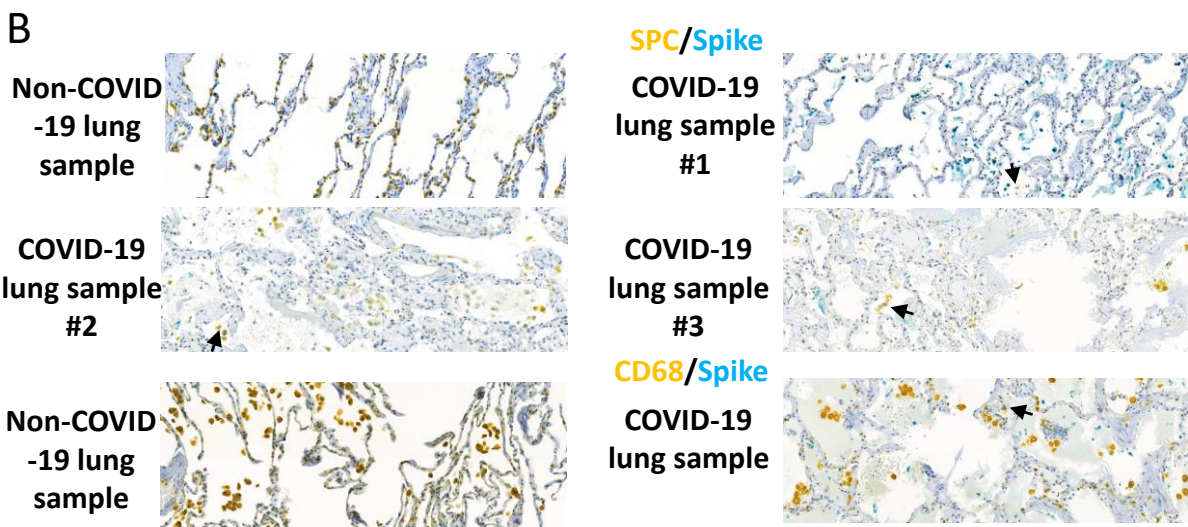 B
SPC/Spike
Non-COVID
-19 lung
sample
COVID-19
lung sample
#1
COVID-19
lung sample
#2
COVID-19
lung sample
#3
CD68/Spike
Non-COVID
-19 lung
sample
COVID-19
lung sample